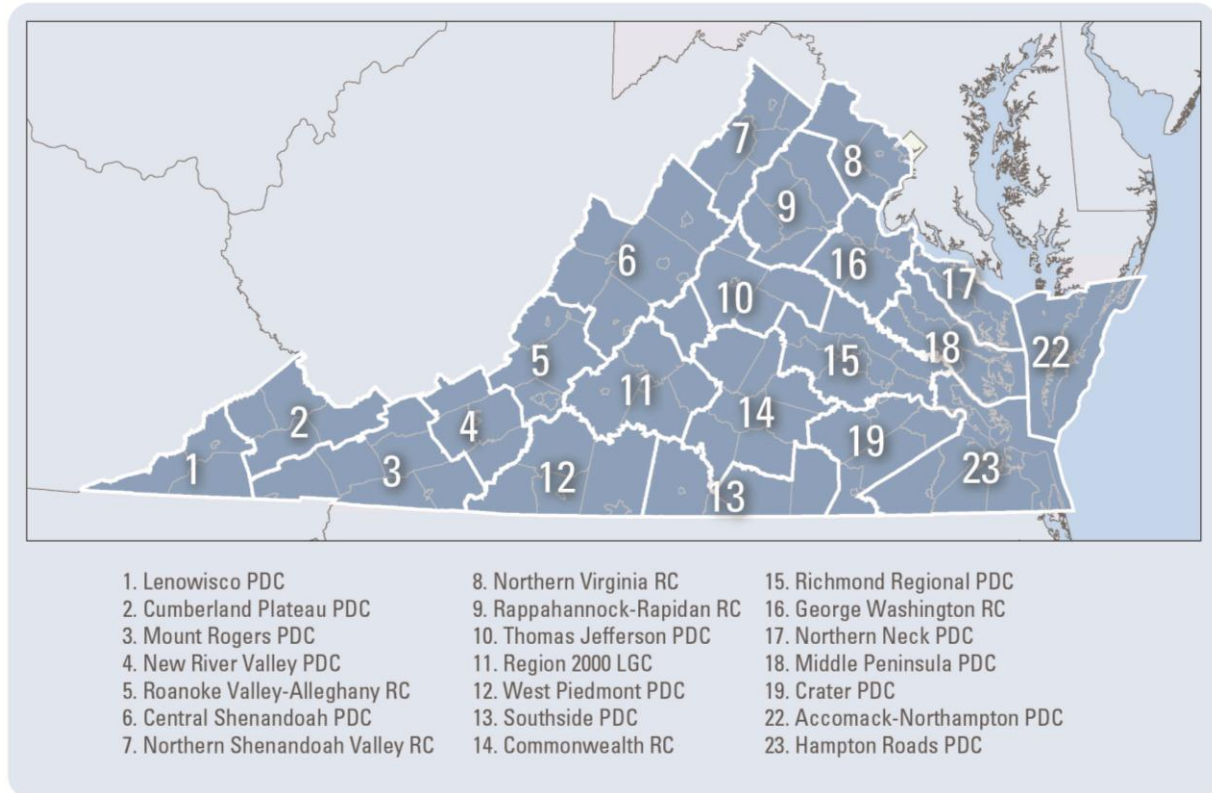 7
8
9
6
16
17
10
22
18
5
15
11
2
14
4
19
1
3
12
23
13
1. Lenowisco PDC
2. Cumberland Plateau PDC
3. Mount Rogers PDC
4. New River Valley PDC
5. Roanoke Valley-Alleghany RC
6. Central Shenandoah PDC
7. Northern Shenandoah Valley RC
8. Northern Virginia RC
9. Rappahannock-Rapidan RC
10. Thomas Jefferson PDC
11. Region 2000 LGC
12. West Piedmont PDC
13. Southside PDC
14. Commonwealth RC
15. Richmond Regional PDC
16. George Washington RC
17. Northern Neck PDC
18. Middle Peninsula PDC
19. Crater PDC
22. Accomack-Northampton PDC
23. Hampton Roads PDC